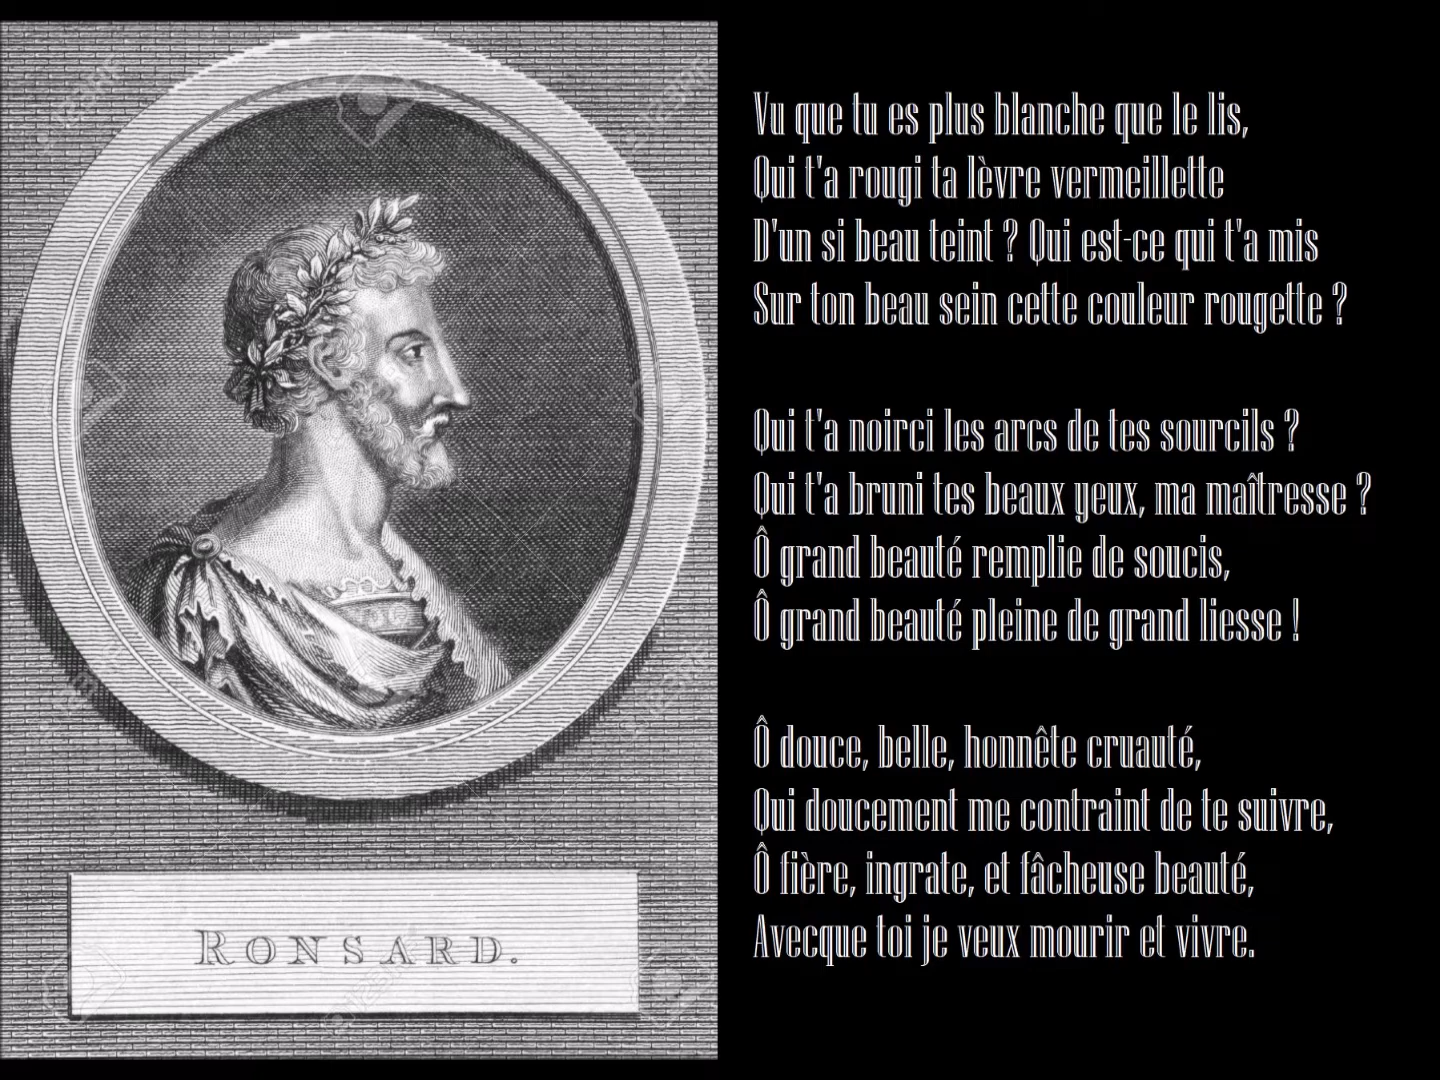 Vu que tu es plus blanche que le lis,
Qui t'a rougi ta lèvre vermeillette
D'un si beau teint ? Qui est-ce qui t'a mis
Sur ton beau sein cette couleur rougette ?
Qui t'a noirci les arcs de tes sourcils ?
Qui t'a bruni tes beaux yeux, ma maîtresse ?
Ô grand beauté remplie de soucis,
Ô grand beauté pleine de grand liesse !
Ô douce, belle, honnête cruauté,
Qui doucement me contraint de te suivre,
Ô fière, ingrate, et fâcheuse beauté,
Avecque toi je veux mourir et vivre.
RONSARD.
123RF